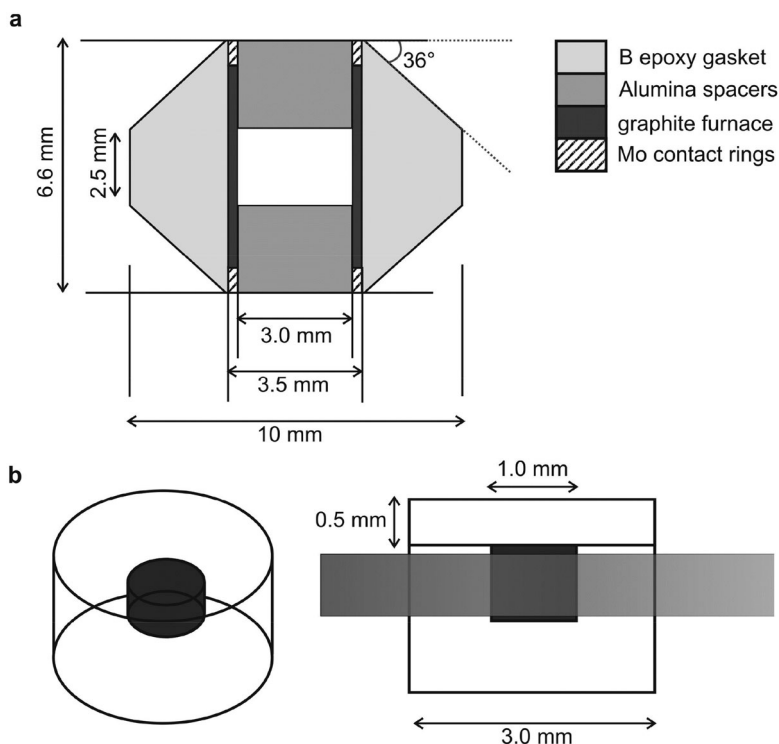 a
36°
B epoxy gasket
Alumina spacers
graphite furnace
Mo contact rings
6.6 mm
2.5 mm
3.0 mm
3.5 mm
10 mm
b
1.0 mm
0.5 mm
3.0 mm